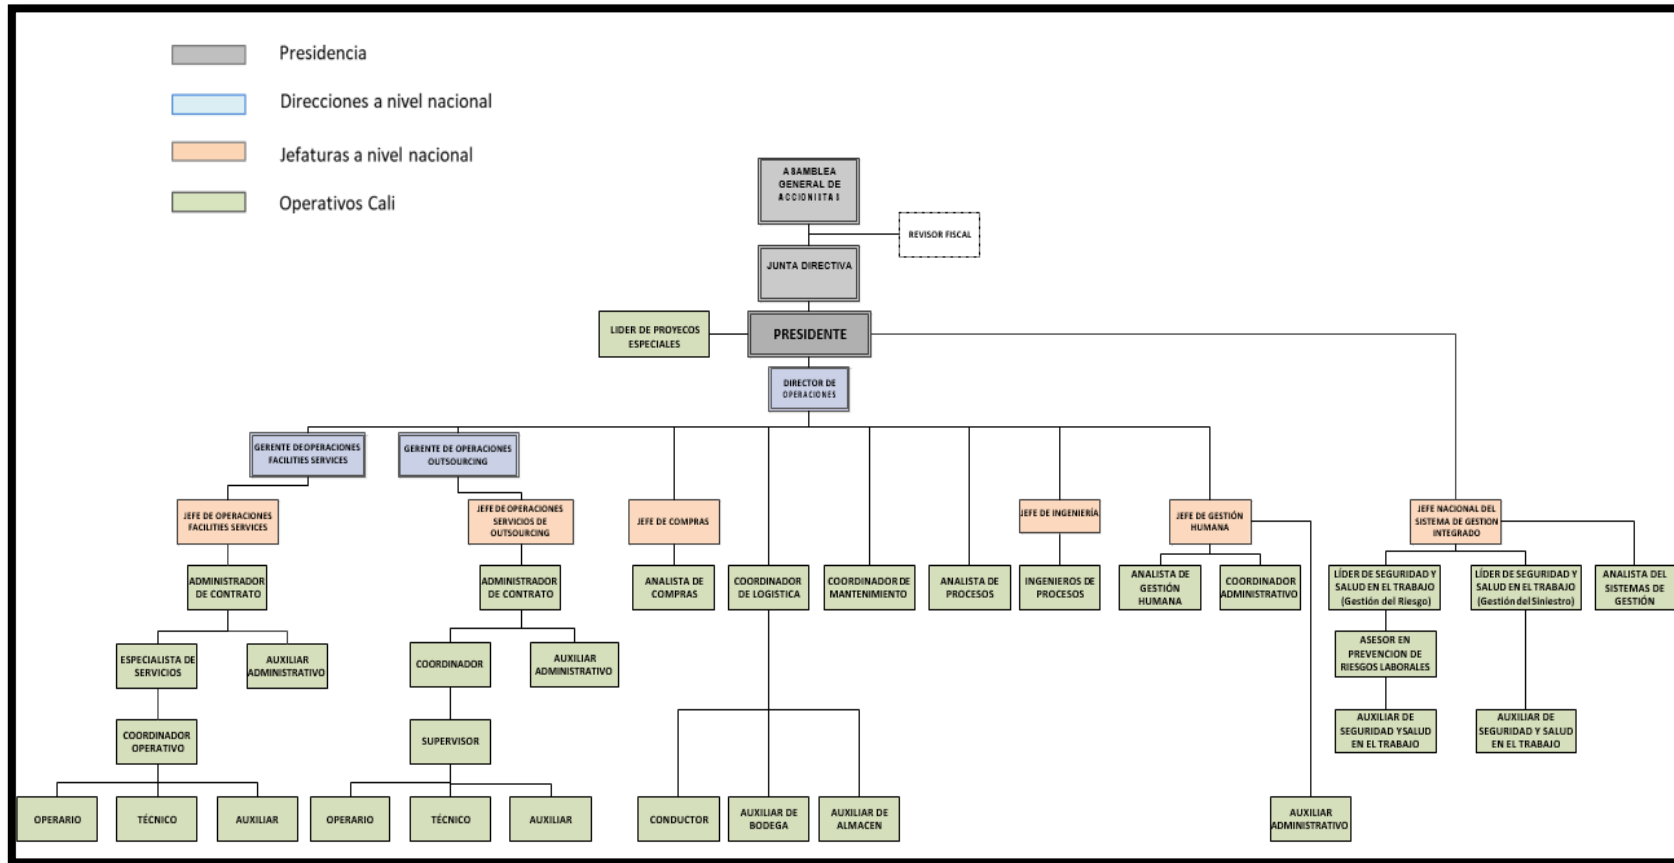 Presidencia
Direcciones a nivel nacional
Jefaturas a nivel nacional
Operativos Cali
ASAMBLEA
GENERAL DE
ACCIONISTAS
REVISOR FISCAL
JUNTA DIRECTIVA
LIDER DE PROYECOS
ESPECIALES
PRESIDENTE
DIRECTOR DE
OPERACIONES
GERENTE DE OPERACIONES
FACILITIES SERVICES
GERENTE DE OPERACIONES
OUTSOURCING
JEFE DE OPERACIONES
FACILITIES SERVICES
JEFE DE OPERACIONES
SERVICIOS DE
OUTSOURCING
JEFE DE COMPRAS
JEFE DE INGENIERÍA
JEFE DE GESTIÓN
HUMANA
JEFE NACIONAL DEL
SISTEMA DE GESTION
INTEGRADO
ADMINISTRADOR
DE CONTRATO
ADMINISTRADOR
DE CONTRATO
ANALISTA DE
COMPRAS
COORDINADOR
DE LOGISTICA
COORDINADOR DE
MANTENIMIENTO
ANALISTA DE
PROCESOS
INGENIEROS DE
PROCESOS
ANALISTA DE
GESTIÓN
HUMANA
COORDINADOR
ADMINISTRATIVO
LÍDER DE SEGURIDAD Y
SALUD EN EL TRABAJO
(Gestión del Riesgo)
LÍDER DE SEGURIDAD Y
SALUD EN EL TRABAJO
(Gestión del Siniestro)
ANALISTA DEL
SISTEMAS DE
GESTIÓN
ESPECIALISTA DE
SERVICIOS
AUXILIAR
ADMINISTRATIVO
COORDINADOR
AUXILIAR
ADMINISTRATIVO
ASESOR EN
PREVENCION DE
RIESGOS LABORALES
COORDINADOR
OPERATIVO
SUPERVISOR
AUXILIAR DE
SEGURIDAD Y SALUD
EN EL TRABAJO
AUXILIAR DE
SEGURIDAD Y SALUD
EN EL TRABAJO
OPERARIO
TÉCNICO
AUXILIAR
OPERARIO
TÉCNICO
AUXILIAR
CONDUCTOR
AUXILIAR DE
BODEGA
AUXILIAR DE
ALMACEN
AUXILIAR
ADMINISTRATIVO